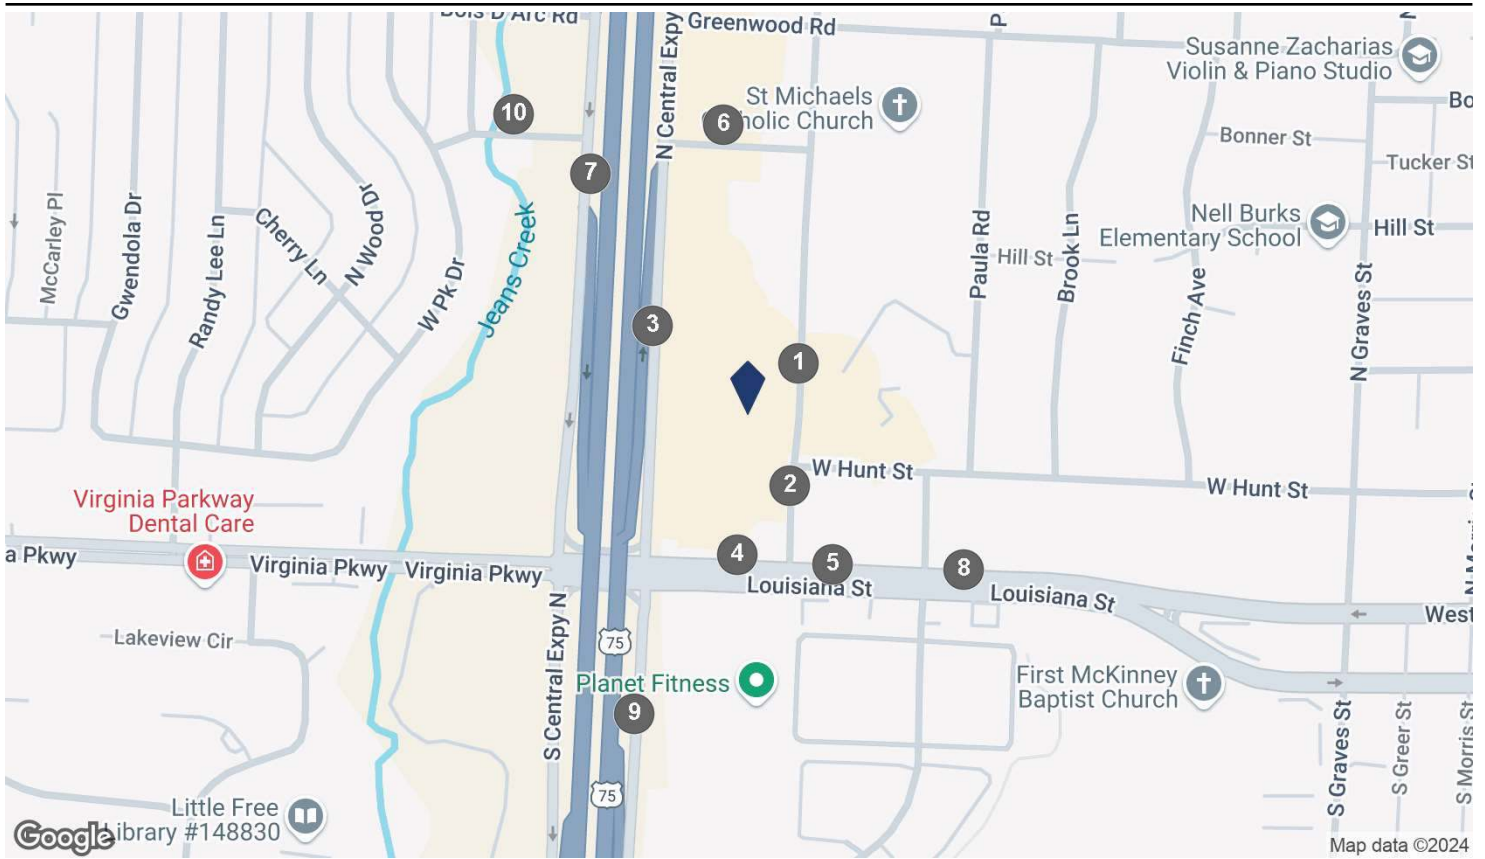 Bois D'Arc Rd
Greenwood Rd
N Central Expy
Susanne Zacharias
Violin & Piano Studio
St Michaels
holic Church
10
6
7
Bonner St
Tucker St
McCarley Pl
Gwendola Dr
Randy Lee Ln
Cherry Ln
N Wood Dr
W Pk Dr
Jeans Creek
Nell Burks
Elementary School
Hill St
Hill St
Paula Rd
Brook Ln
Finch Ave
N Graves St
3
1
2
W Hunt St
W Hunt St
Virginia Parkway
Dental Care
a Pkwy
Virginia Pkwy
Virginia Pkwy
4
5
8
Louisiana St
Louisiana St
West
Lakeview Cir
S Central Expy N
75
Planet Fitness
9
First McKinney
Baptist Church
75
S Graves St
S Greer St
S Morris St
Little Free
Library #148830
Google
Map data ©2024